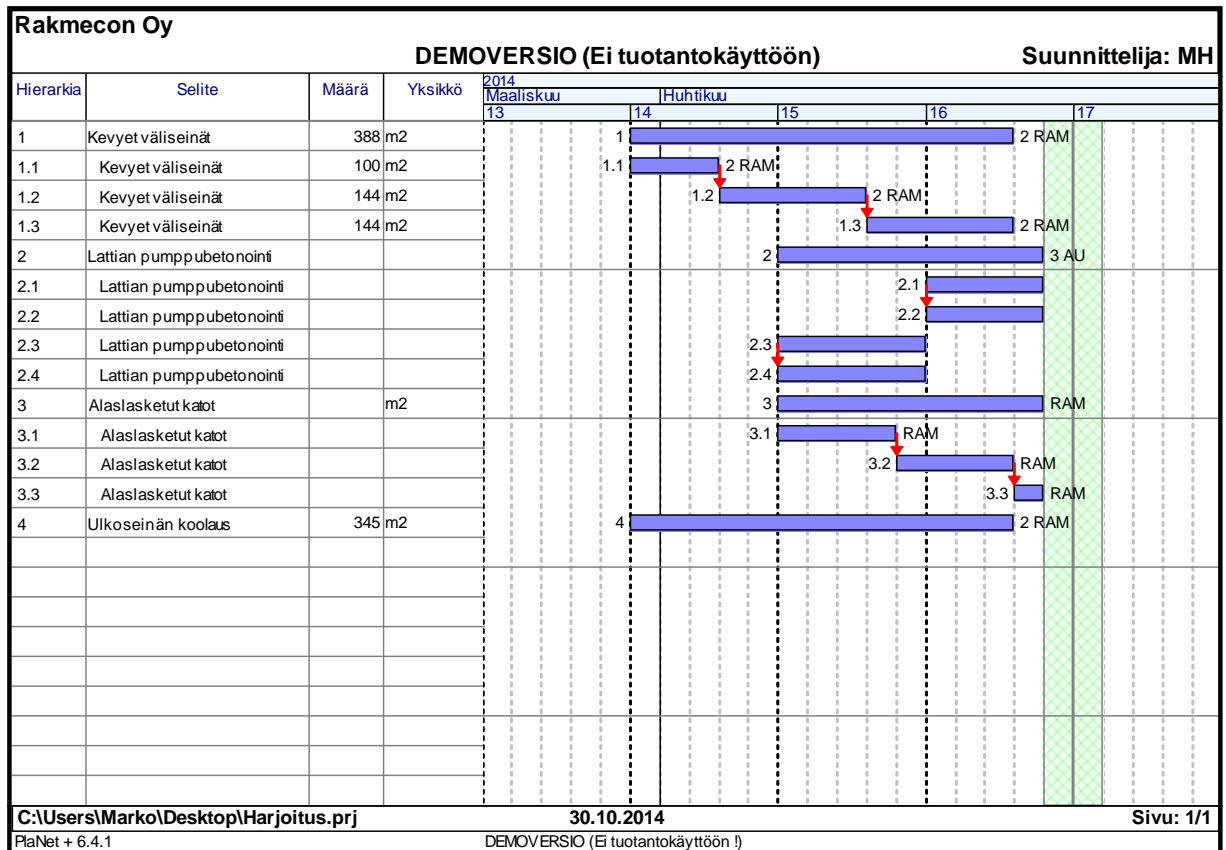 Rakmecon Oy
DEMOVERSIO (Ei tuotantokäyttöön) Suunnittelija: MH
Hierarkia Selite Määrä Yksikkö 2014
Maaliskuu Huhtikuu
13 14 15 16 17
1 Kevyet väliseinät 388 m2 1 2 RAM
1.1 Kevyet väliseinät 100 m2 1.1 2 RAM
1.2 Kevyet väliseinät 144 m2 1.2 2 RAM
1.3 Kevyet väliseinät 144 m2 1.3 2 RAM
2 Lattian pumppubetonointi 2 3 AU
2.1 Lattian pumppubetonointi 2.1
2.2 Lattian pumppubetonointi 2.2
2.3 Lattian pumppubetonointi 2.3
2.4 Lattian pumppubetonointi 2.4
3 Alaslasketut katot m2 3 RAM
3.1 Alaslasketut katot 3.1 RAM
3.2 Alaslasketut katot 3.2 RAM
3.3 Alaslasketut katot 3.3 RAM
4 Ulkoseinän koolaus 345 m2 4 2 RAM
C:\Users\Marko\Desktop\Harjoitus.prj 30.10.2014 Sivu: 1/1
PlaNet + 6.4.1 DEMOVERSIO (Ei tuotantokäyttöön !)